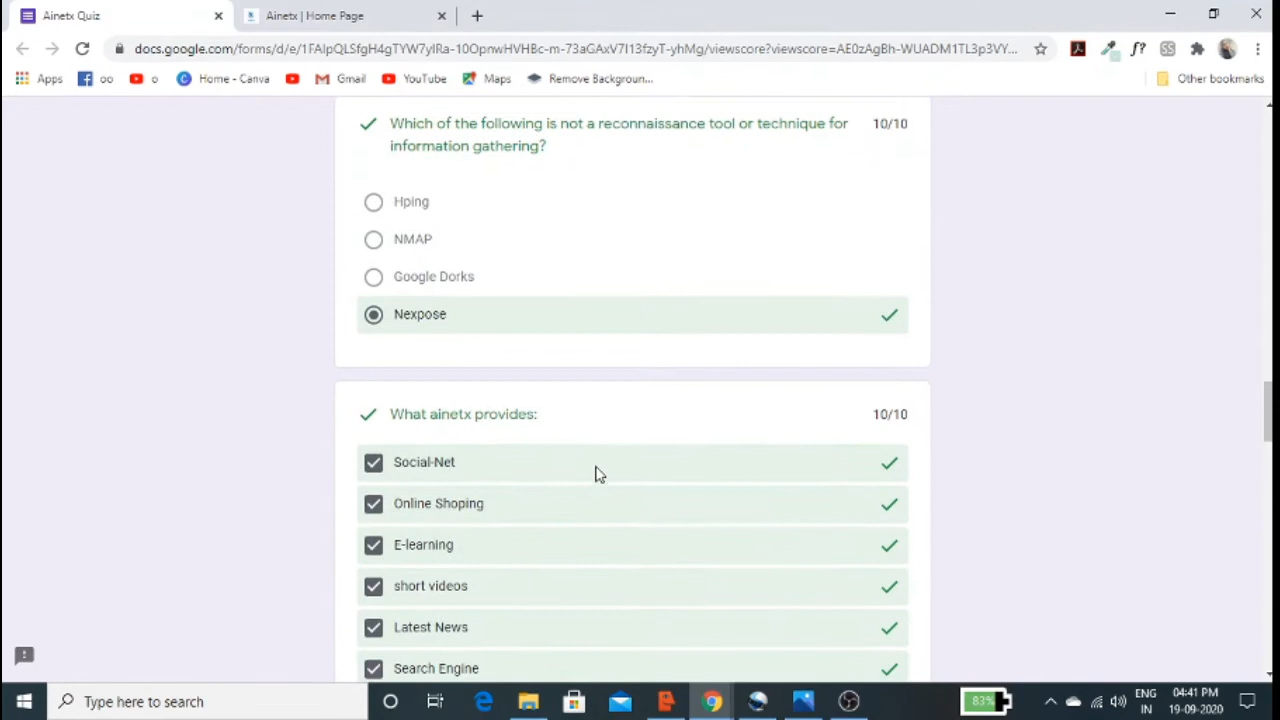 Ainetx Quiz
Ainetx | Home Page
docs.google.com/forms/d/e/1FAIpQLSfgH4gTYW7yIRa-10OpnwHVHBc-m-73aGAxV7I13fzyT-yhMg/viewscore?viewscore=AE0zAgBh-WUADM1TL3p3VY...
f?
SS
Apps
oo
o
Home - Canva
Gmail
YouTube
Maps
Remove Backgroun...
Other bookmarks
Which of the following is not a reconnaissance tool or technique for 10/10
information gathering?
Hping
NMAP
Google Dorks
Nexpose
What ainetx provides: 10/10
Social-Net
Online Shoping
E-learning
short videos
Latest News
Search Engine
Type here to search
83%
ENG 04:41 PM
IN 19-09-2020